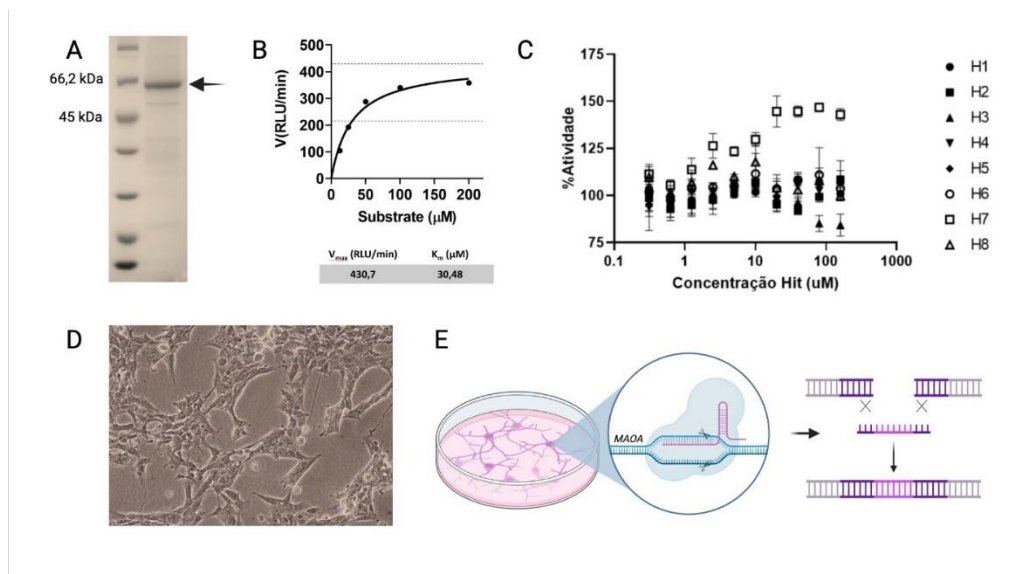 A
66,2 kDa
45 kDa
B
500
400
300
200
100
0
V(RLU/min)
0 50 100 150 200
Substrate (μM)
Vmax (RLU/min) Km (μM)
430,7 30,48
C
175
150
125
100
75
%Atividade
0.1 1 10 100 1000
Concentração Hit (uM)
H1
H2
H3
H4
H5
H6
H7
H8
D
E
MAOA